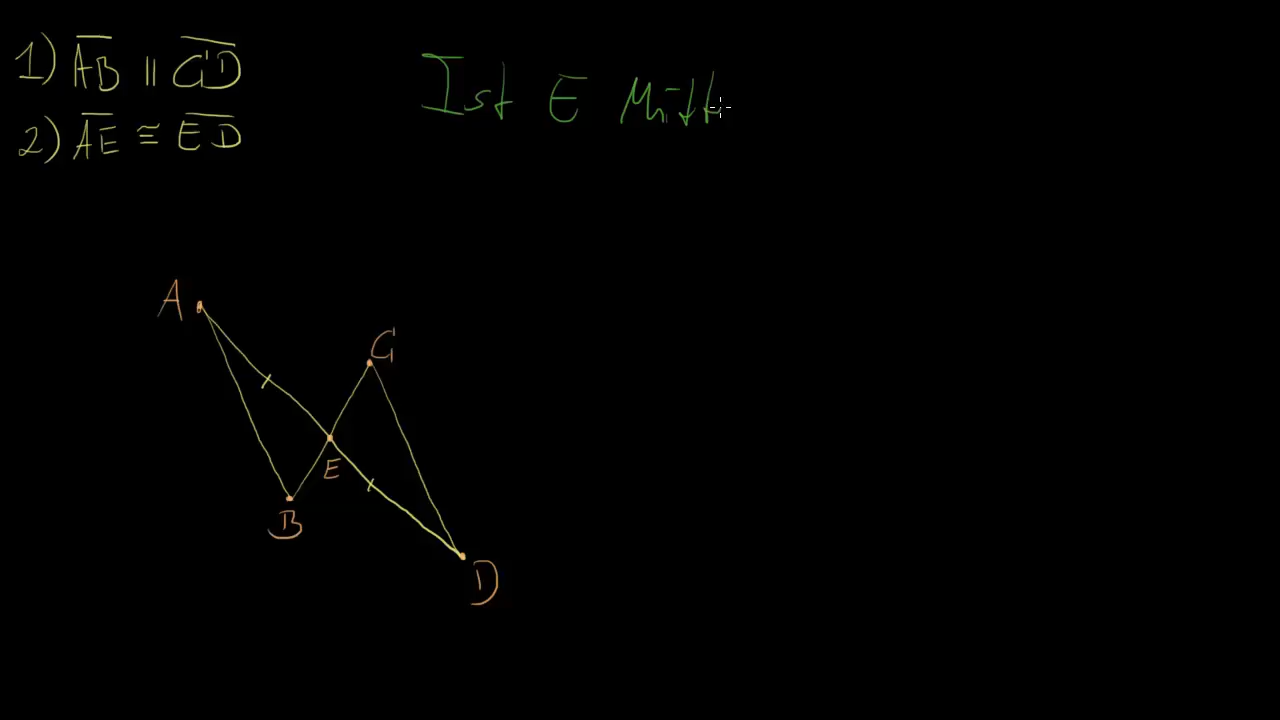 1) AB || CD
2) AE ≅ ED
Ist E Mitt
A
C
E
B
D